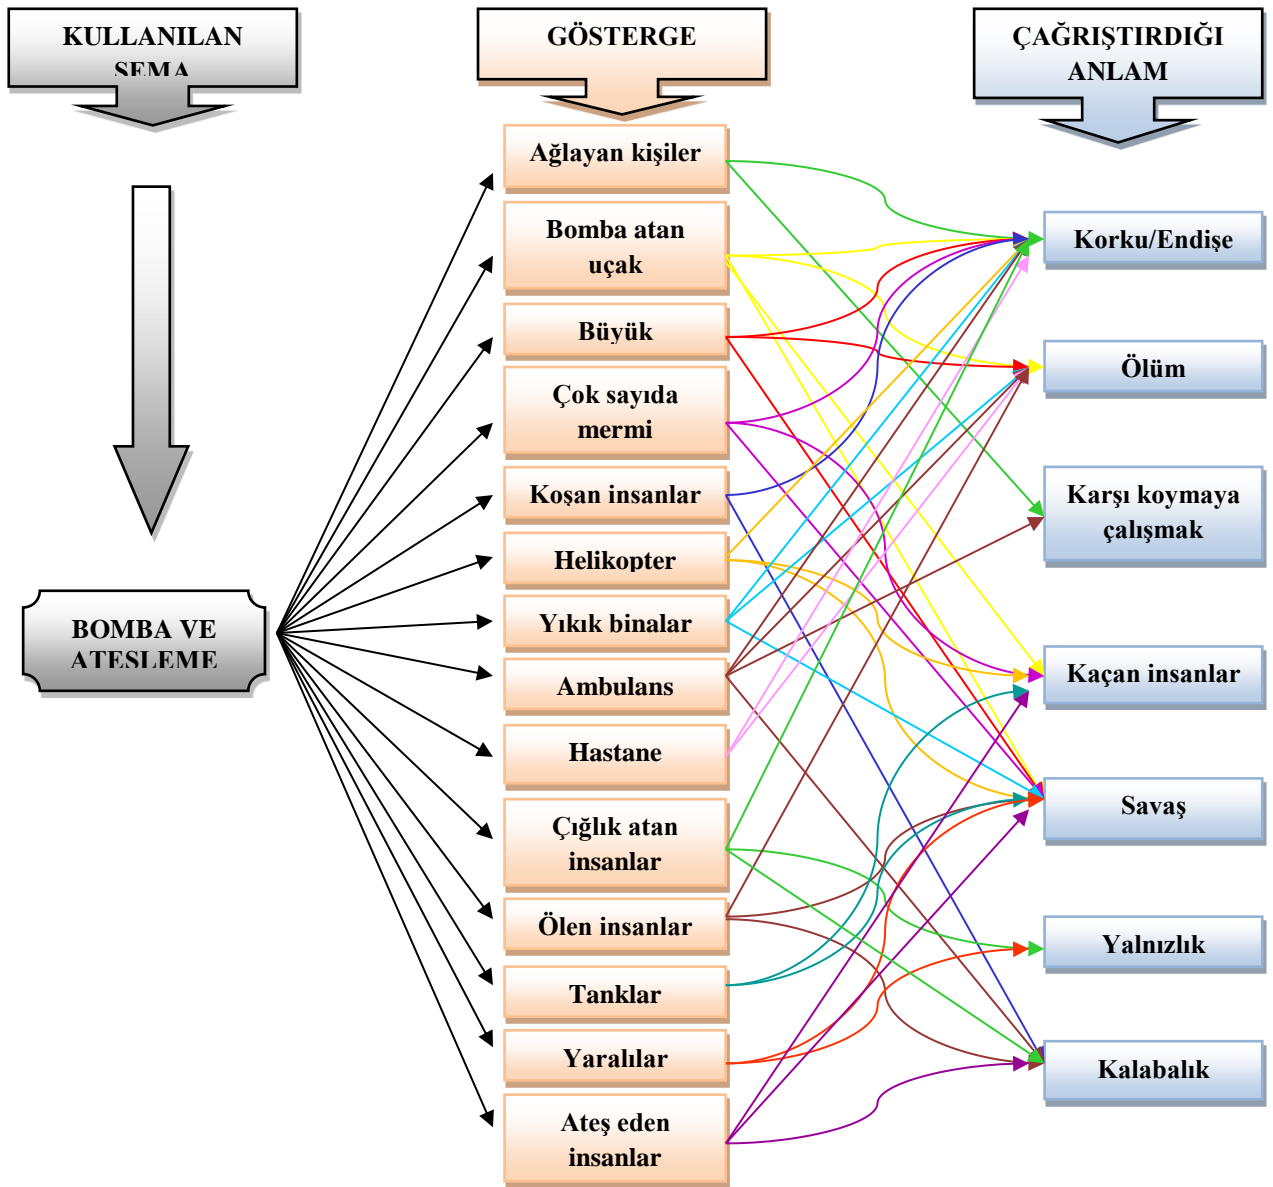 KULLANILAN
ŞEMA
GÖSTERGE
ÇAĞRIŞTIRDIĞI
ANLAM
BOMBA VE
ATEŞLEME
Ağlayan kişiler
Bomba atan
uçak
Büyük
Çok sayıda
mermi
Koşan insanlar
Helikopter
Yıkık binalar
Ambulans
Hastane
Çığlık atan
insanlar
Ölen insanlar
Tanklar
Yaralılar
Ateş eden
insanlar
Korku/Endişe
Ölüm
Karşı koymaya
çalışmak
Kaçan insanlar
Savaş
Yalnızlık
Kalabalık